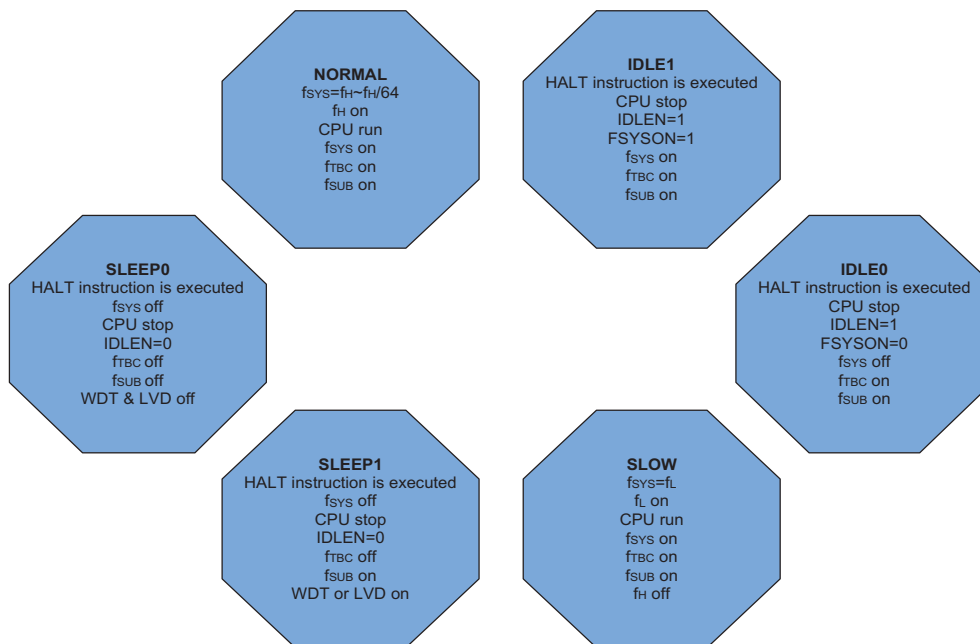 NORMAL
fSYS=fH~fH/64
fH on
CPU run
fSYS on
fTBC on
fSUB on
IDLE1
HALT instruction is executed
CPU stop
IDLEN=1
FSYSON=1
fSYS on
fTBC on
fSUB on
SLEEP0
HALT instruction is executed
fSYS off
CPU stop
IDLEN=0
fTBC off
fSUB off
WDT & LVD off
IDLE0
HALT instruction is executed
CPU stop
IDLEN=1
FSYSON=0
fSYS off
fTBC on
fSUB on
SLEEP1
HALT instruction is executed
fSYS off
CPU stop
IDLEN=0
fTBC off
fSUB on
WDT or LVD on
SLOW
fSYS=fL
fL on
CPU run
fSYS on
fTBC on
fSUB on
fH off